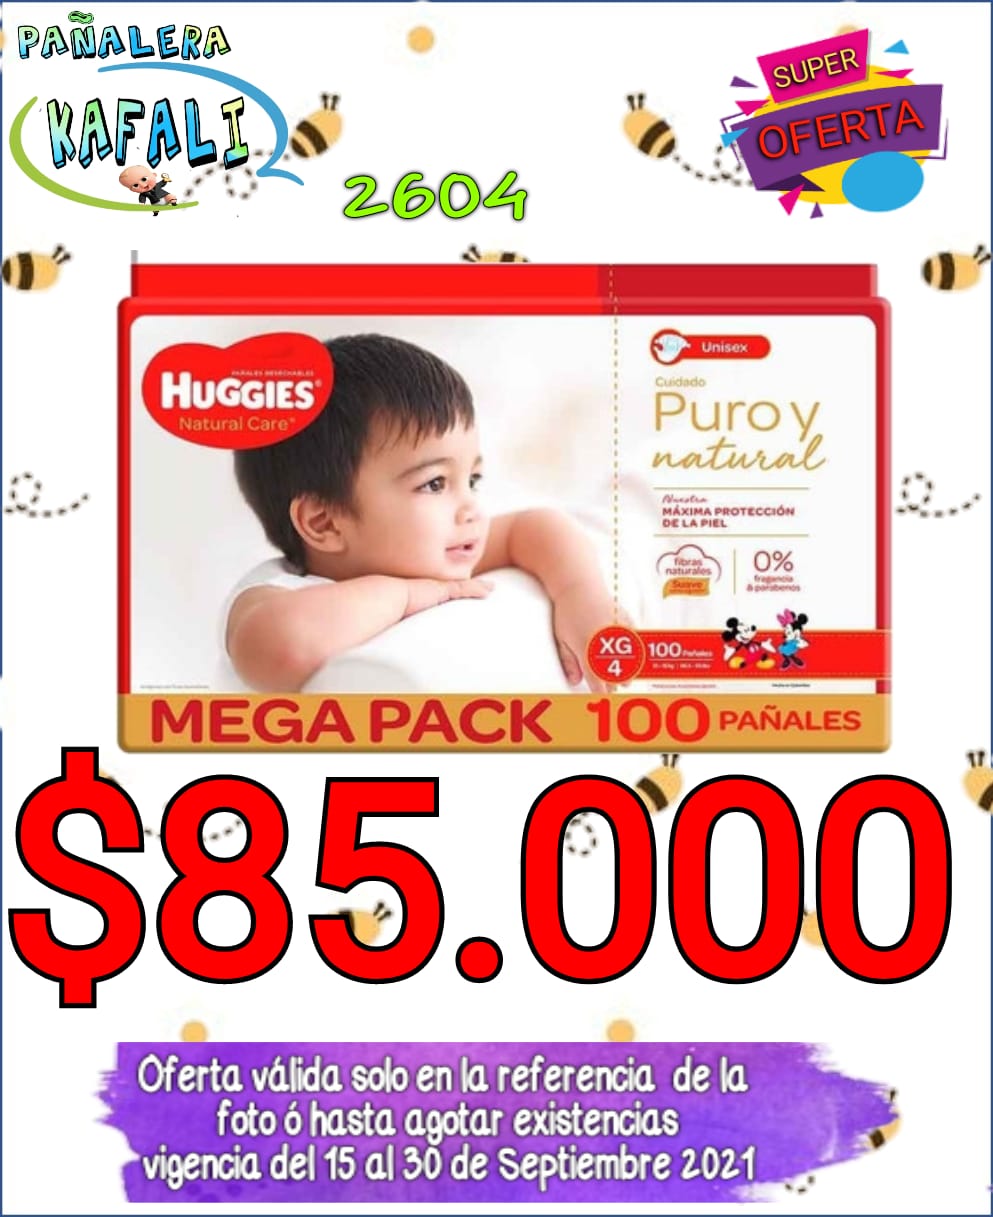 PAÑALERA
KAFALI
SUPER
OFERTA
2604
PAÑALES DESECHABLES
HUGGIES®
Natural Care®
Unisex
Cuidado
Puro y
natural
Nuestra
MÁXIMA PROTECCIÓN
DE LA PIEL
fibras
naturales
Suave
0%
fragancia
& parabenos
XG
4
100 Pañales
MEGA PACK 100 PAÑALES
$85.000
Oferta válida solo en la referencia de la
foto ó hasta agotar existencias
vigencia del 15 al 30 de Septiembre 2021